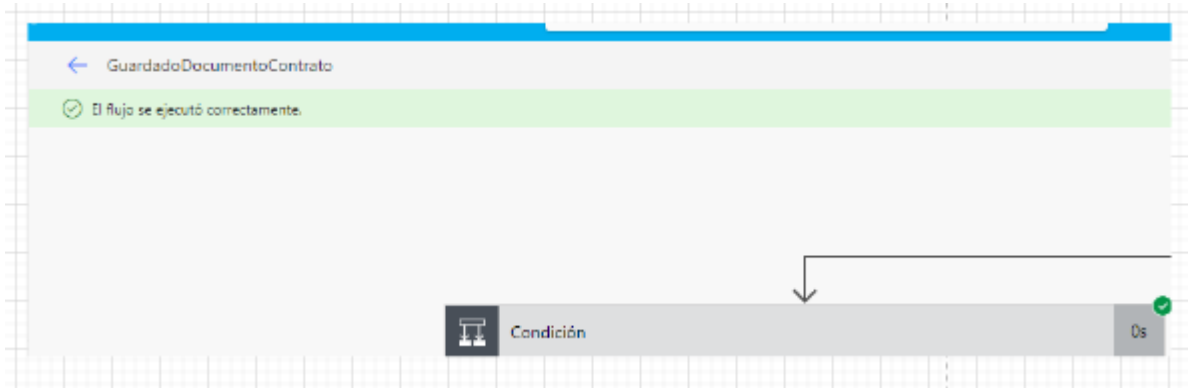 GuardadoDocumentoContrato
El flujo se ejecutó correctamente.
Condición
0s